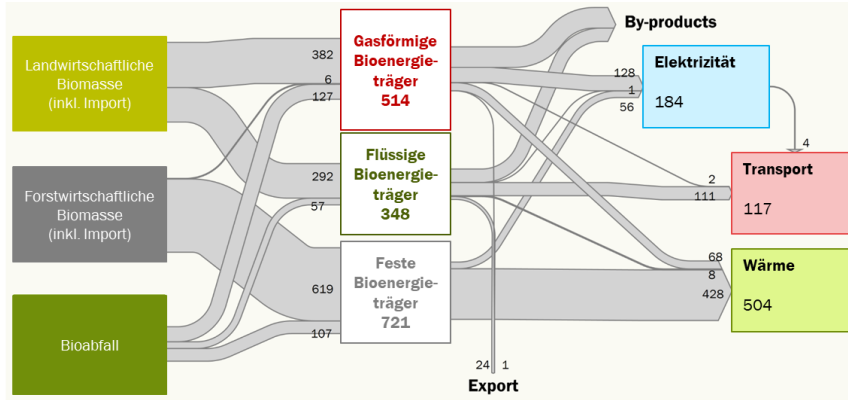 Landwirtschaftliche
Biomasse
(inkl. Import)
Forstwirtschaftliche
Biomasse
(inkl. Import)
Bioabfall
382
6
127
292
57
619
107
Gasförmige
Bioenergie-
träger
514
Flüssige
Bioenergie-
träger
348
Feste
Bioenergie-
träger
721
By-products
128
1
56
Elektrizität
184
4
2
111
Transport
117
68
8
428
Wärme
504
24 1
Export